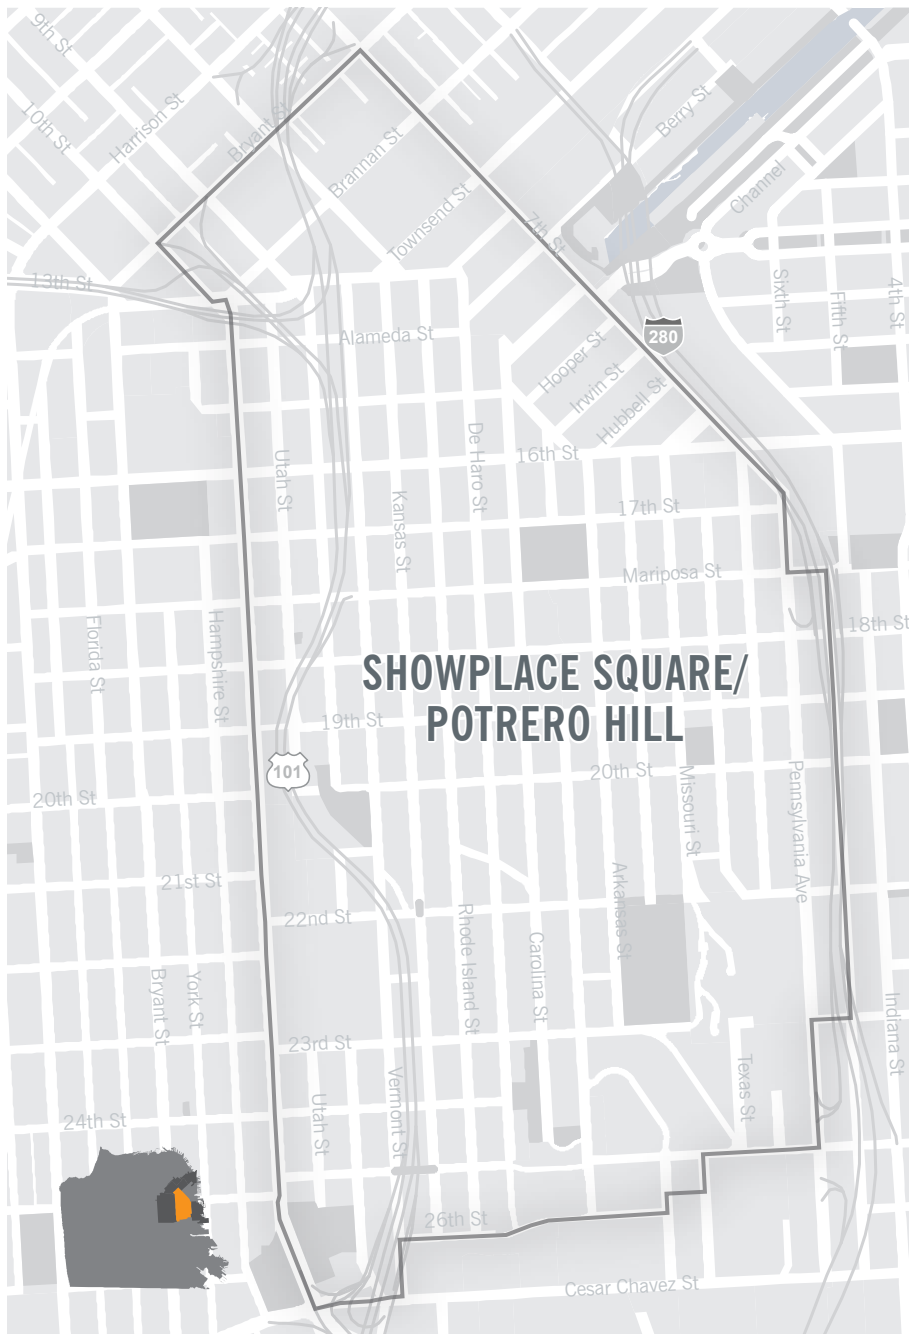 9th St
10th St
Harrison St
Bryant St
Brannan St
Townsend St
Berry St
Channel
7th St
13th St
Sixth St
Fifth St
4th St
Alameda St
280
Hooper St
Irwin St
Hubbell St
De Haro St
16th St
Utah St
Kansas St
17th St
Mariposa St
Florida St
Hampshire St
18th St
SHOWPLACE SQUARE/
POTRERO HILL
19th St
101
20th St
20th St
Missouri St
Pennsylvania Ave
21st St
22nd St
Arkansas St
Rhode Island St
Carolina St
Bryant St
York St
Indiana St
23rd St
Texas St
Utah St
Vermont St
24th St
26th St
Cesar Chavez St